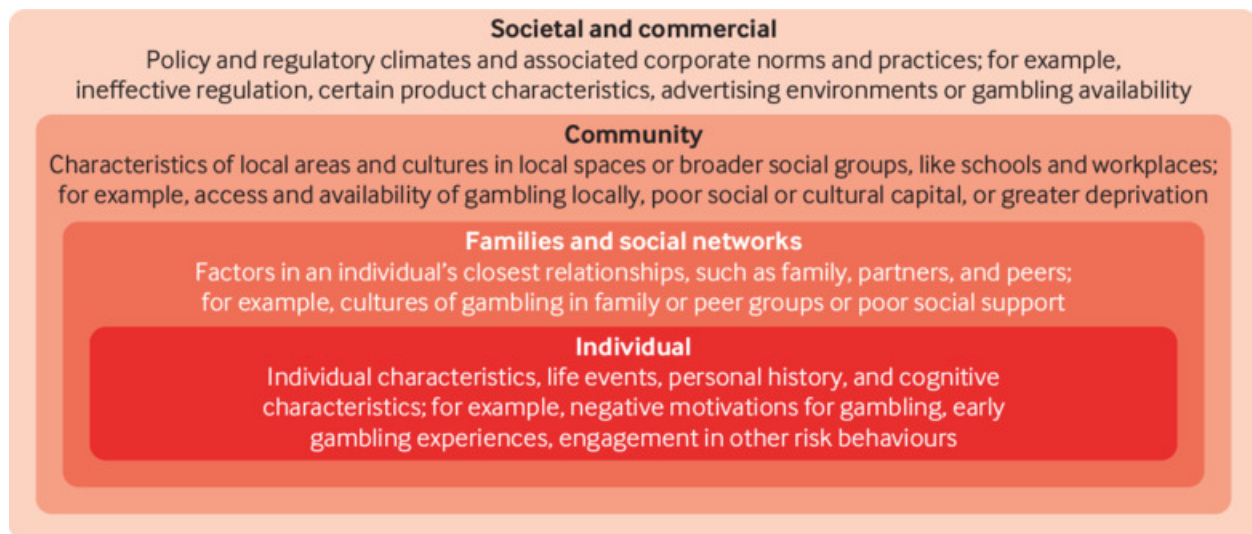 Societal and commercial
Policy and regulatory climates and associated corporate norms and practices; for example,
ineffective regulation, certain product characteristics, advertising environments or gambling availability
Community
Characteristics of local areas and cultures in local spaces or broader social groups, like schools and workplaces;
for example, access and availability of gambling locally, poor social or cultural capital, or greater deprivation
Families and social networks
Factors in an individual’s closest relationships, such as family, partners, and peers;
for example, cultures of gambling in family or peer groups or poor social support
Individual
Individual characteristics, life events, personal history, and cognitive
characteristics; for example, negative motivations for gambling, early
gambling experiences, engagement in other risk behaviours